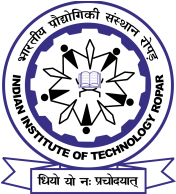 भारतीय प्रौद्योगिकी संस्थान रोपड़
INDIAN INSTITUTE OF TECHNOLOGY ROPAR
धियो यो नः प्रचोदयात्